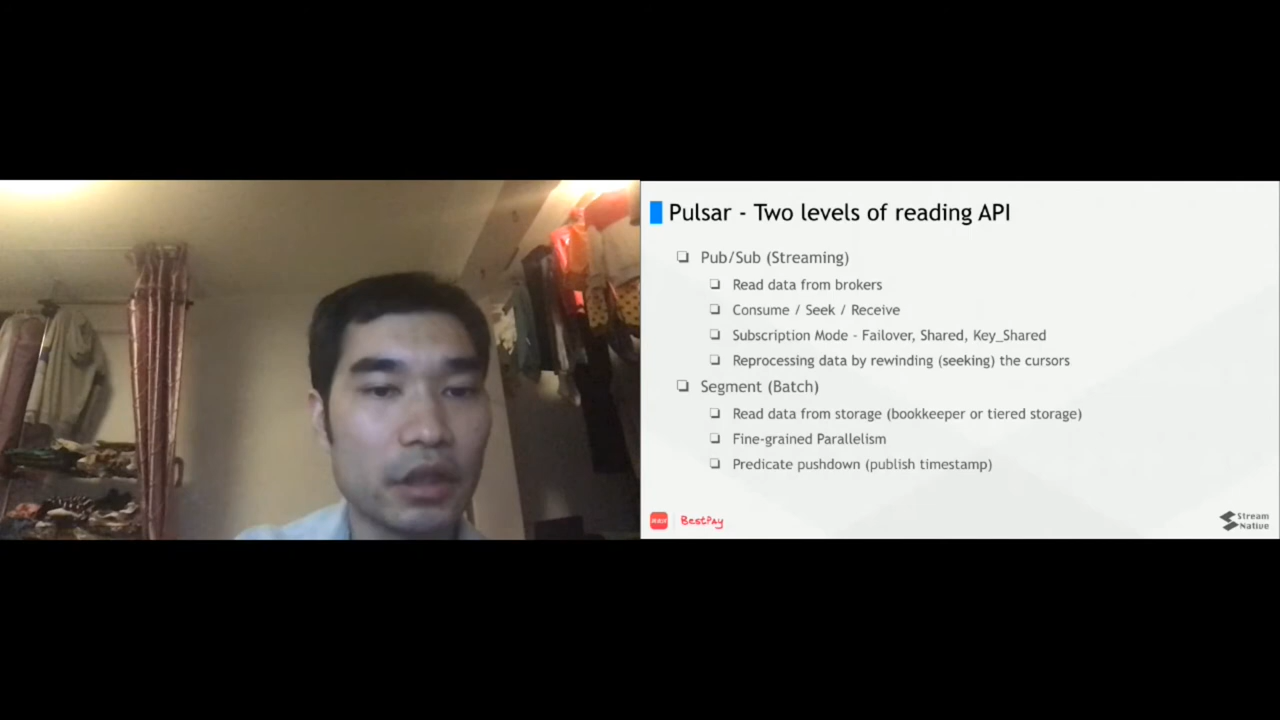 Pulsar - Two levels of reading API
❏ Pub/Sub (Streaming)
❏ Read data from brokers
❏ Consume / Seek / Receive
❏ Subscription Mode - Failover, Shared, Key_Shared
❏ Reprocessing data by rewinding (seeking) the cursors
❏ Segment (Batch)
❏ Read data from storage (bookkeeper or tiered storage)
❏ Fine-grained Parallelism
❏ Predicate pushdown (publish timestamp)
BestPay
Stream
Native